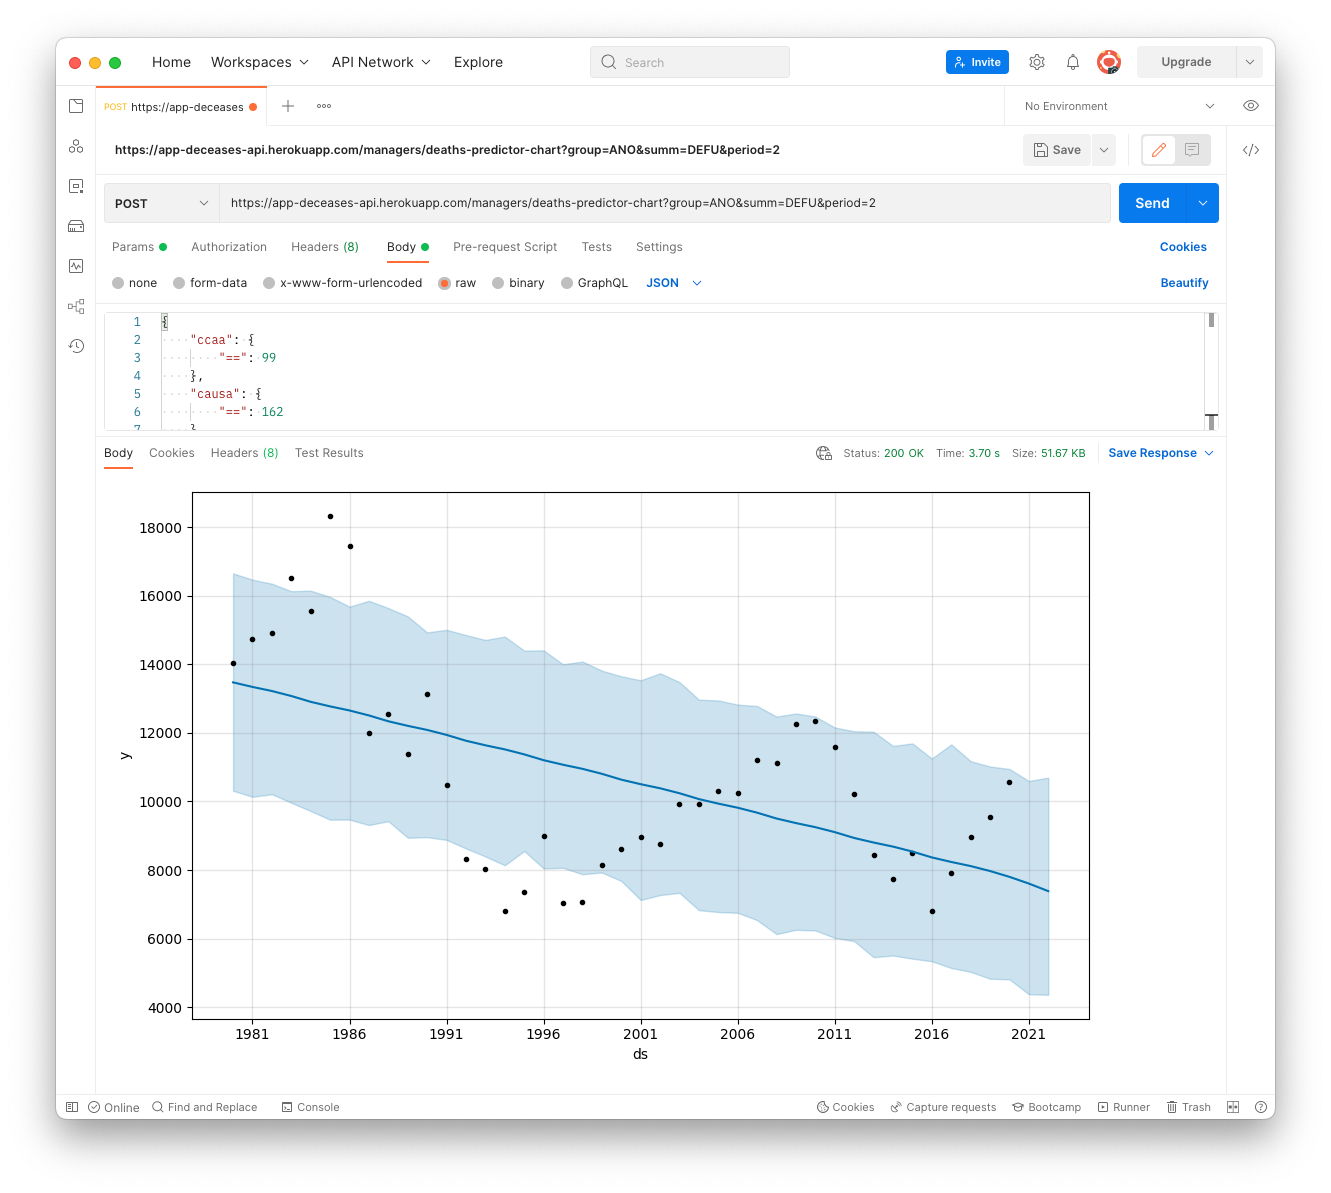 Home Workspaces API Network Explore Search Invite Upgrade
POST https://app-deceases No Environment
https://app-deceases-api.herokuapp.com/managers/deaths-predictor-chart?group=ANO&summ=DEFU&period=2 Save
POST https://app-deceases-api.herokuapp.com/managers/deaths-predictor-chart?group=ANO&summ=DEFU&period=2 Send
Params Authorization Headers (8) Body Pre-request Script Tests Settings Cookies
none form-data x-www-form-urlencoded raw binary GraphQL JSON Beautify
1 {
2 "ccaa": {
3 "==": 99
4 },
5 "causa": {
6 "==": 162
7 }
Body Cookies Headers (8) Test Results Status: 200 OK Time: 3.70 s Size: 51.67 KB Save Response
18000
16000
14000
12000
10000
8000
6000
4000
y
1981 1986 1991 1996 2001 2006 2011 2016 2021
ds
Online Find and Replace Console Cookies Capture requests Bootcamp Runner Trash